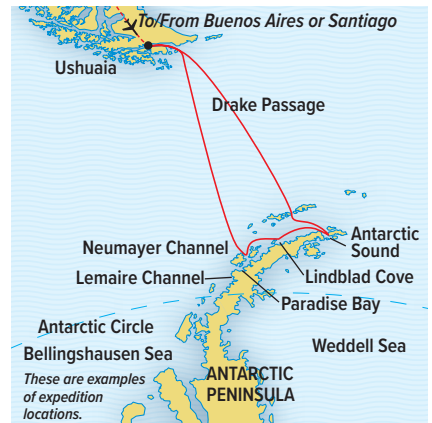 To/From Buenos Aires or Santiago
Ushuaia
Drake Passage
Neumayer Channel
Antarctic
Sound
Lemaire Channel
Lindblad Cove
Paradise Bay
Antarctic Circle
Weddell Sea
Bellingshausen Sea
These are examples
of expedition
locations.
ANTARCTIC
PENINSULA